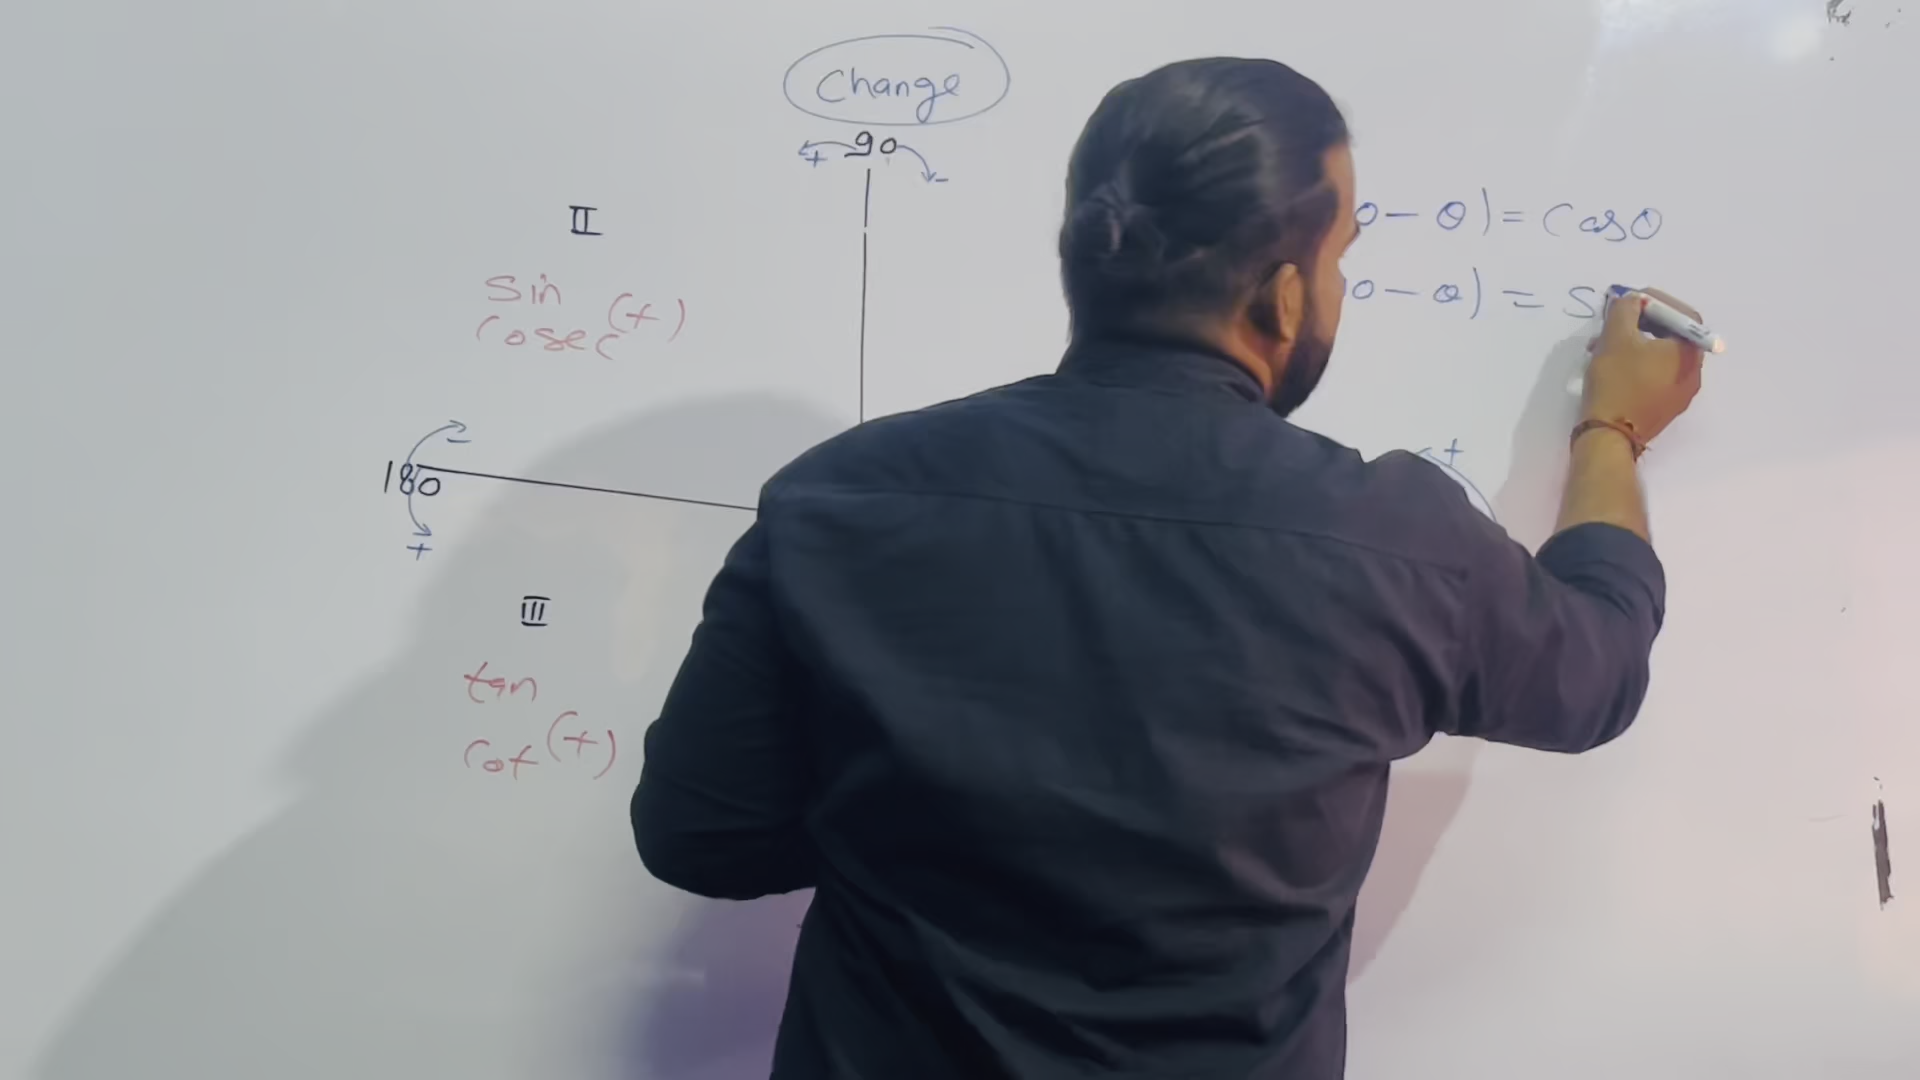 Change
+ 90 -
II
0 - θ) = Cosθ
Sin
Cosec (+)
0 - θ) = S
180
-
+
+
III
tan
Cot (+)